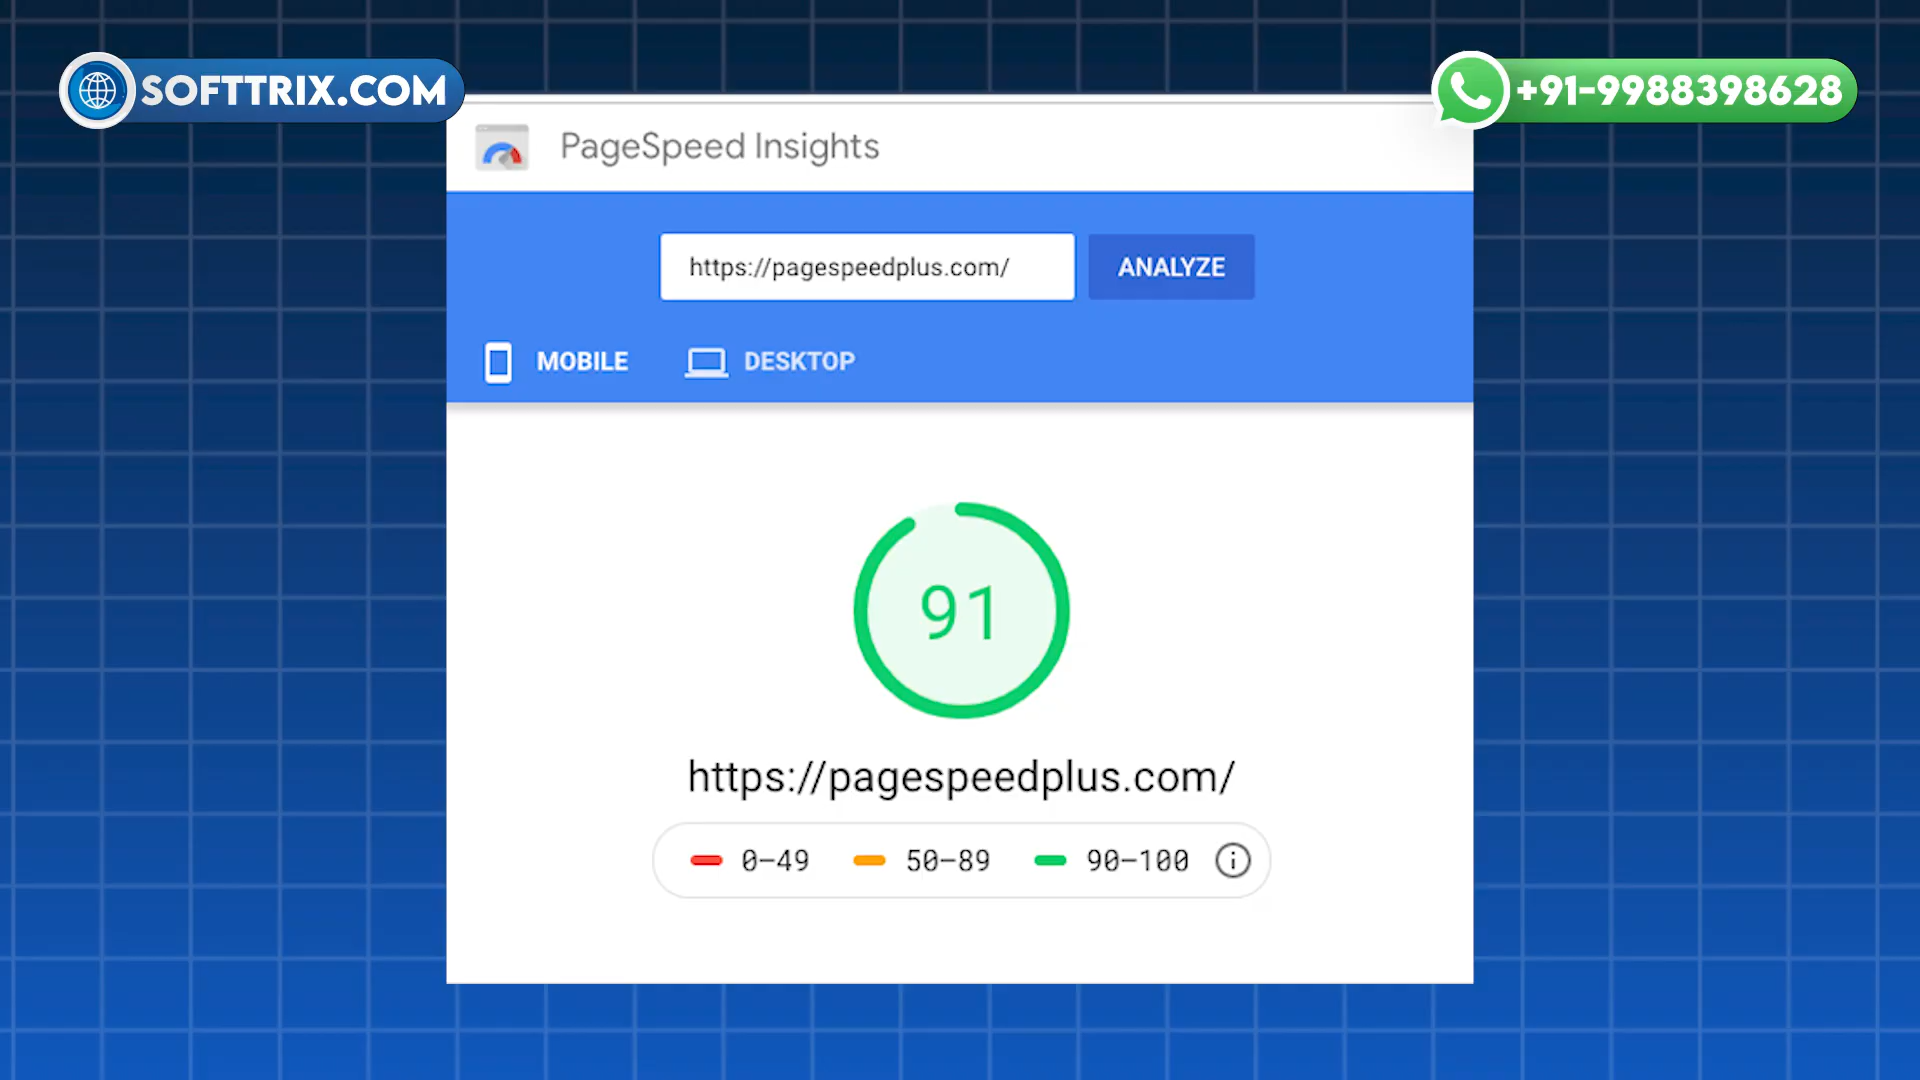 SOFTTRIX.COM
+91-9988398628
PageSpeed Insights
https://pagespeedplus.com/
ANALYZE
MOBILE
DESKTOP
91
https://pagespeedplus.com/
0–49
50–89
90–100